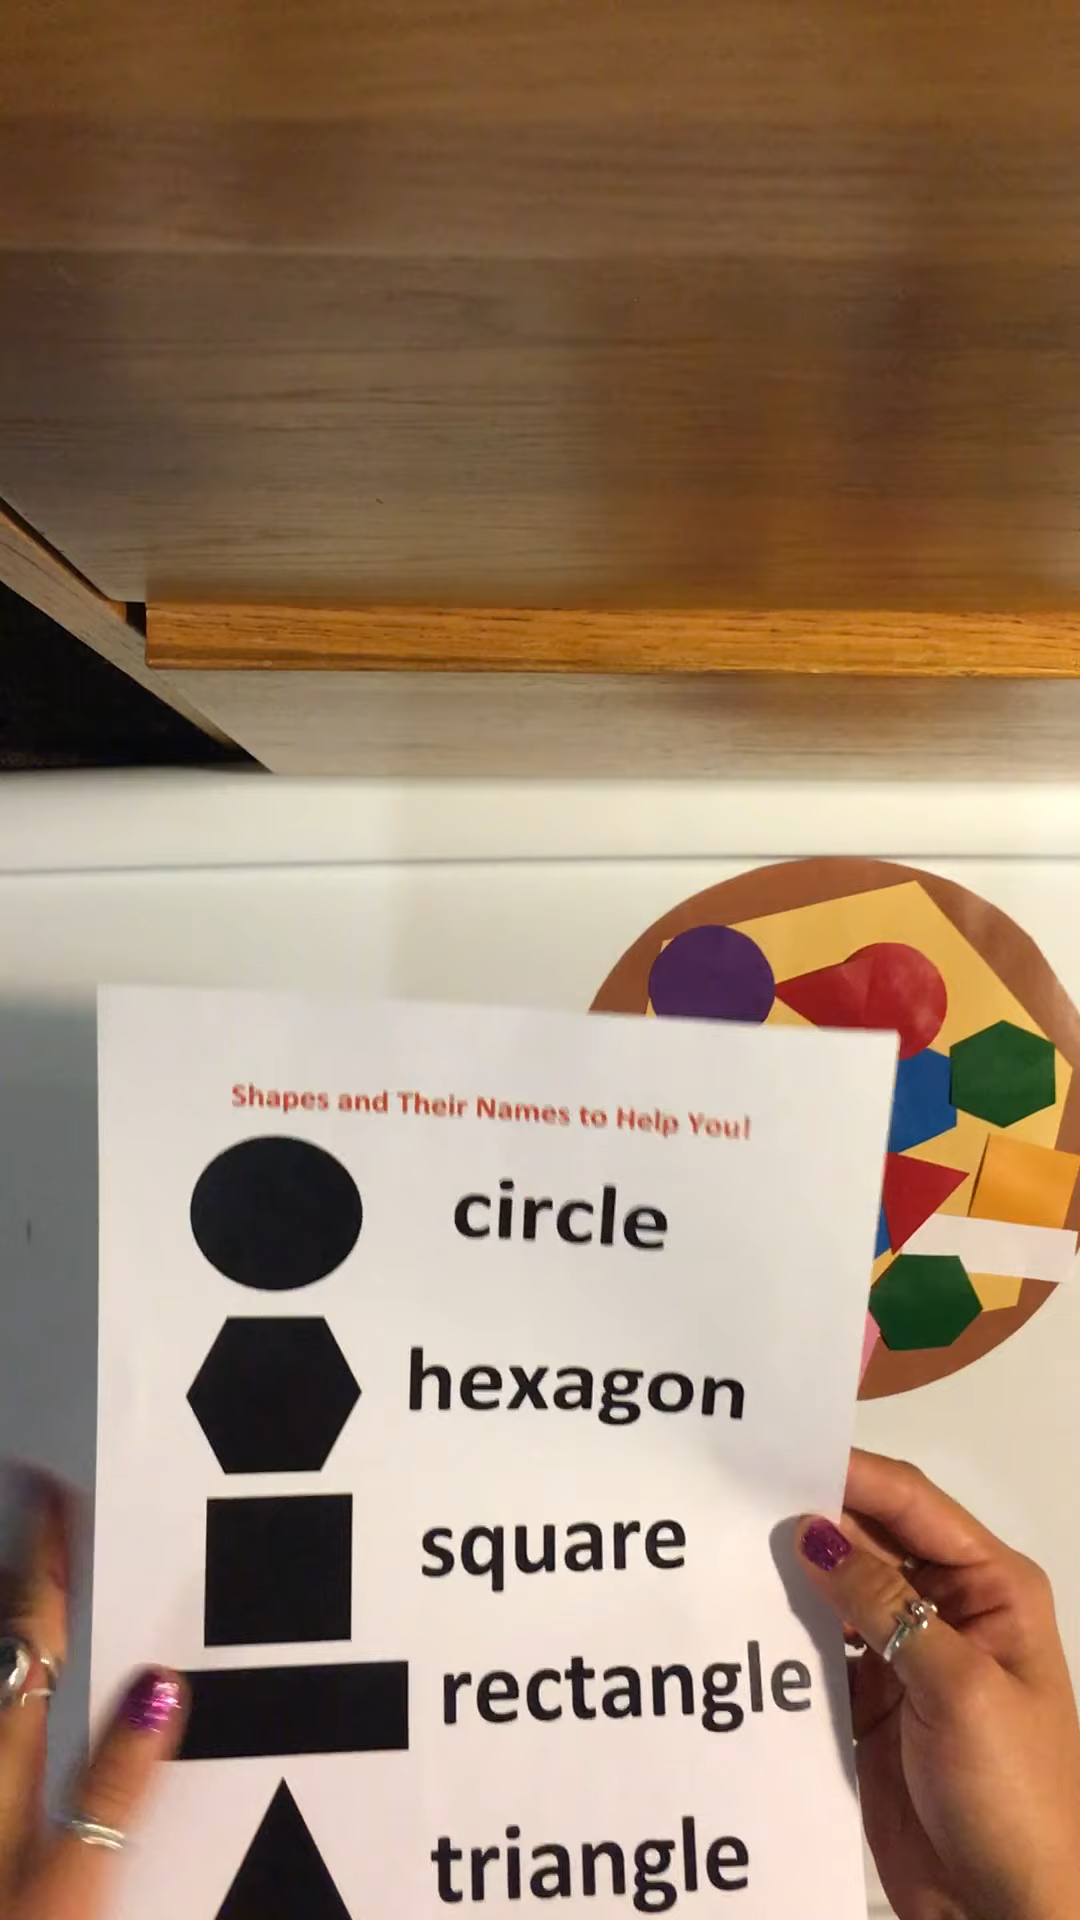 Shapes and Their Names to Help You!
circle
hexagon
square
rectangle
triangle